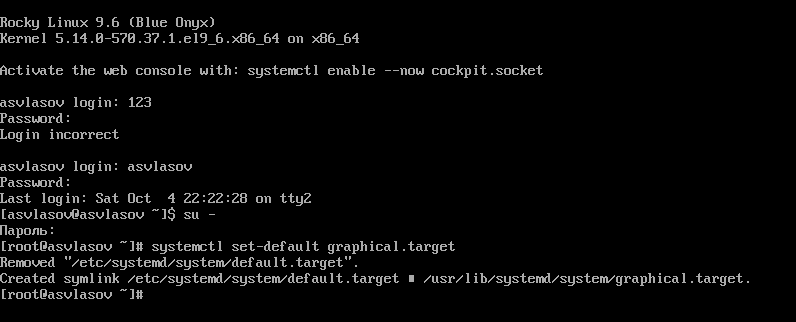 Rocky Linux 9.6 (Blue Onyx)
Kernel 5.14.0-570.37.1.el9_6.x86_64 on x86_64
Activate the web console with: systemctl enable --now cockpit.socket
asvlasov login: 123
Password:
Login incorrect
asvlasov login: asvlasov
Password:
Last login: Sat Oct  4 22:22:28 on tty2
[asvlasov@asvlasov ~]$ su -
Пароль:
[root@asvlasov ~]# systemctl set-default graphical.target
Removed "/etc/systemd/system/default.target".
Created symlink /etc/systemd/system/default.target ∎ /usr/lib/systemd/system/graphical.target.
[root@asvlasov ~]#